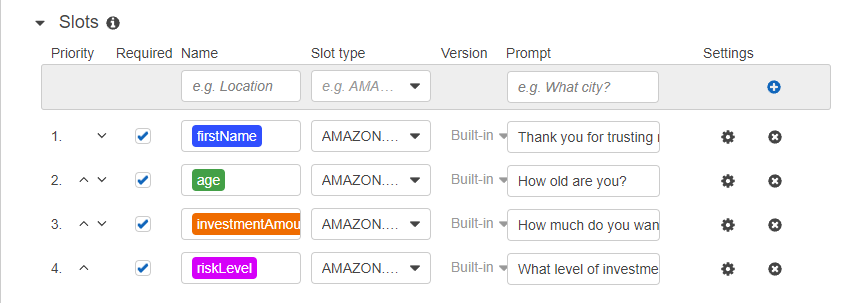 Slots
Priority Required Name Slot type Version Prompt Settings
e.g. Location e.g. AMA... e.g. What city?
1. firstName AMAZON.... Built-in Thank you for trusting
2. age AMAZON.... Built-in How old are you?
3. investmentAmou AMAZON.... Built-in How much do you wan
4. riskLevel AMAZON.... Built-in What level of investme